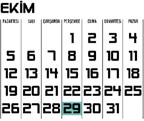 EKİM
PAZARTESİ SALI ÇARŞAMBA PERŞEMBE CUMA CUMARTESİ PAZAR
1 2 3 4
5 6 7 8 9 10 11
12 13 14 15 16 17 18
19 20 21 22 23 24 25
26 27 28 29 30 31